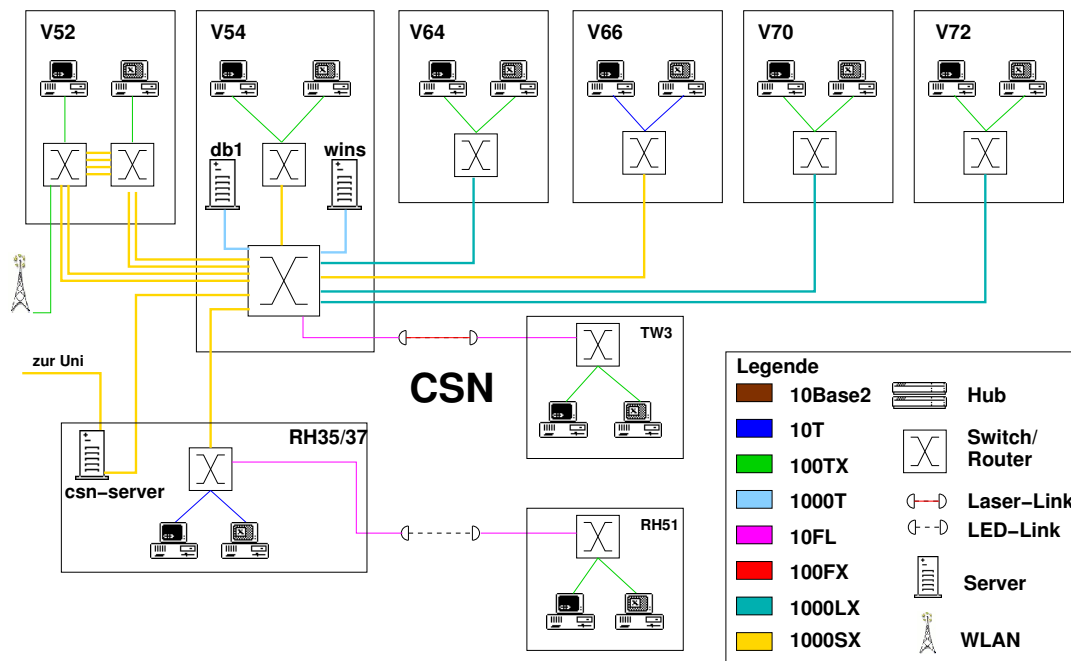 V52
V54
V64
V66
V70
V72
db1
wins
zur Uni
TW3
CSN
RH35/37
csn-server
RH51
Legende
10Base2
10T
100TX
1000T
10FL
100FX
1000LX
1000SX
Hub
Switch/
Router
Laser-Link
LED-Link
Server
WLAN